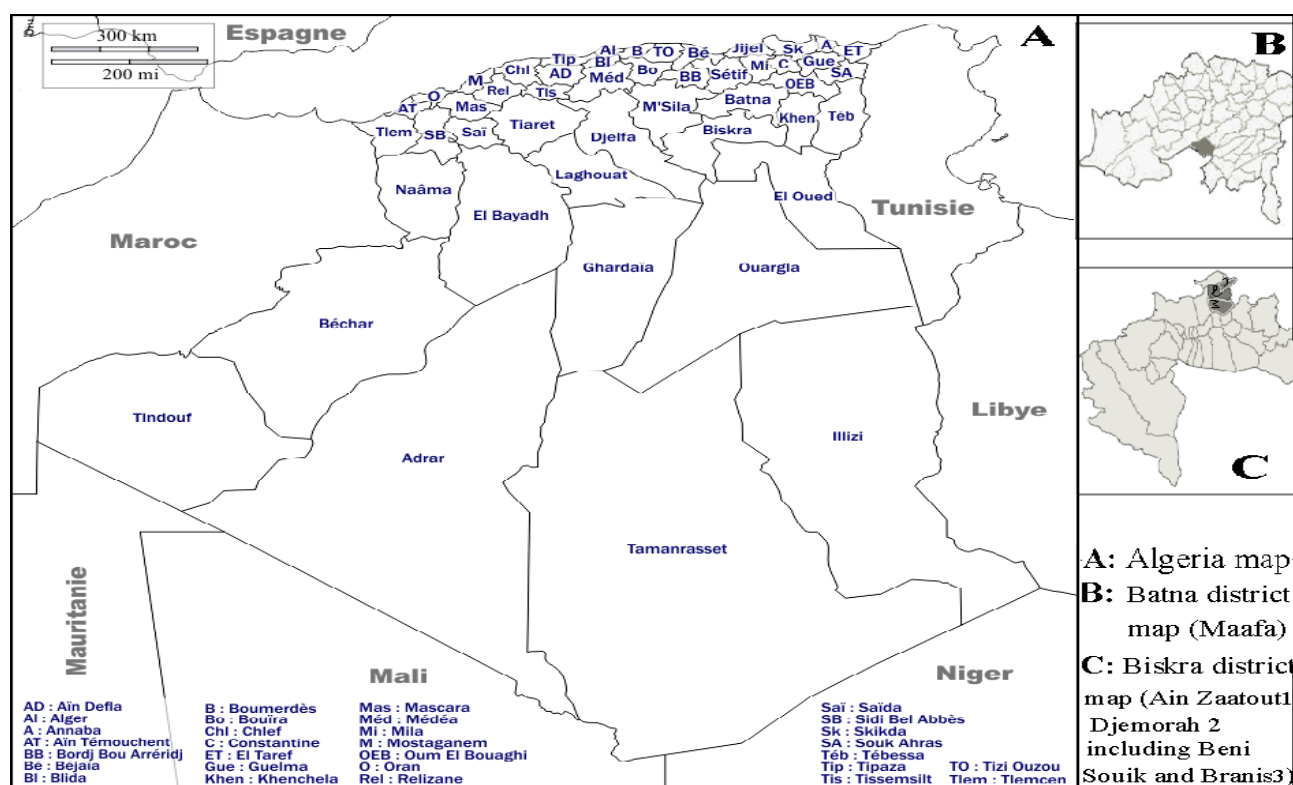 Espagne
A
300 km
200 mi
Al
B
TO
Bé
Jijel
Sk
A
ET
Tip
Bl
Chl
AD
Méd
Bo
BB
Sétif
Mi
C
Gue
SA
M
Rel
Tis
OEB
O
AT
Mas
M'Sila
Batna
Khen
Téb
Tlem
SB
Saï
Tiaret
Djelfa
Biskra
Naâma
Laghouat
El Bayadh
El Oued
Tunisie
Maroc
Ghardaïa
Ouargla
Béchar
Tindouf
Adrar
Illizi
Libye
Tamanrasset
Mauritanie
Mali
Niger
AD : Aïn Defla
Al : Alger
A : Annaba
AT : Aïn Témouchent
BB : Bordj Bou Arréridj
Be : Bejaia
Bl : Blida
B : Boumerdès
Bo : Bouïra
Chl : Chlef
C : Constantine
ET : El Taref
Gue : Guelma
Khen : Khenchela
Mas : Mascara
Méd : Médéa
Mi : Mila
M : Mostaganem
OEB : Oum El Bouaghi
O : Oran
Rel : Relizane
Saï : Saïda
SB : Sidi Bel Abbès
Sk : Skikda
SA : Souk Ahras
Téb : Tébessa
Tip : Tipaza
Tis : Tissemsilt
TO : Tizi Ouzou
Tlem : Tlemcen
B
C
A: Algeria map
B: Batna district
map (Maafa)
C: Biskra district
map (Ain Zaatout1
Djemorah 2
including Beni
Souik and Branis3)